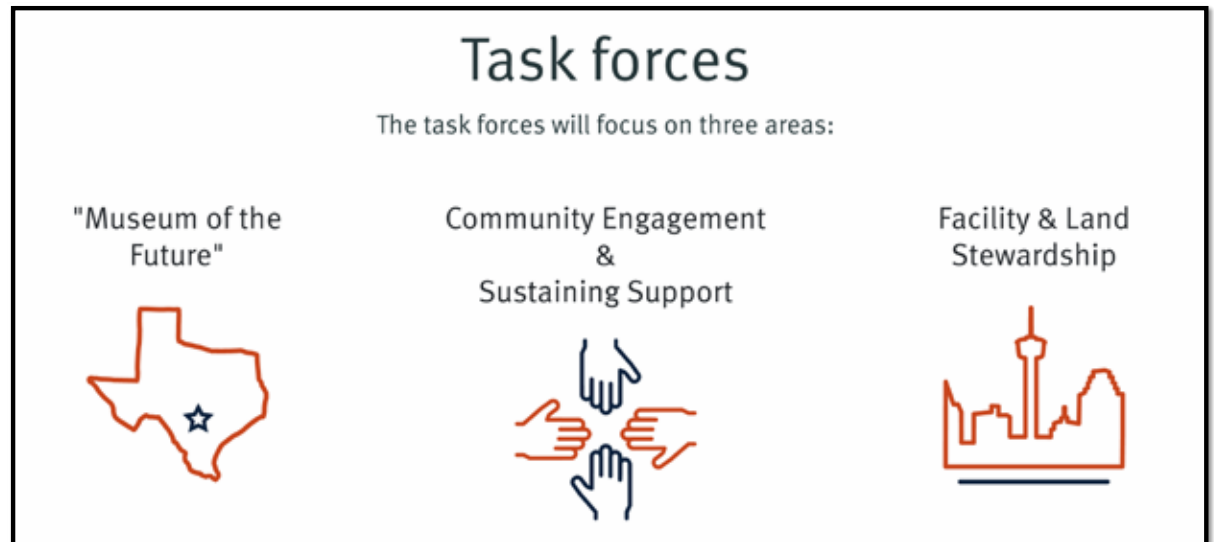 Task forces
The task forces will focus on three areas:
"Museum of the
Future"
Community Engagement
&
Sustaining Support
Facility & Land
Stewardship